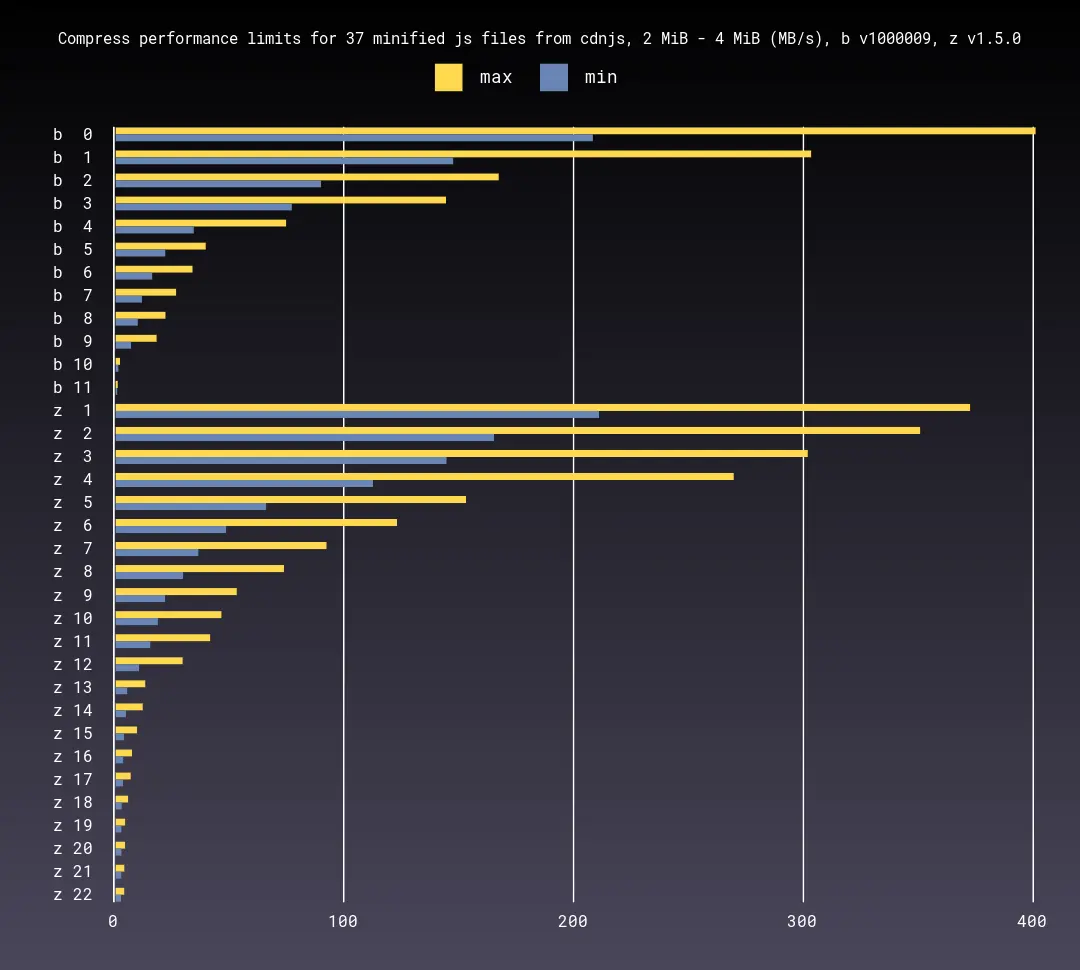 Compress performance limits for 37 minified js files from cdnjs, 2 MiB - 4 MiB (MB/s), b v1000009, z v1.5.0
max min
b 0
b 1
b 2
b 3
b 4
b 5
b 6
b 7
b 8
b 9
b 10
b 11
z 1
z 2
z 3
z 4
z 5
z 6
z 7
z 8
z 9
z 10
z 11
z 12
z 13
z 14
z 15
z 16
z 17
z 18
z 19
z 20
z 21
z 22
0 100 200 300 400